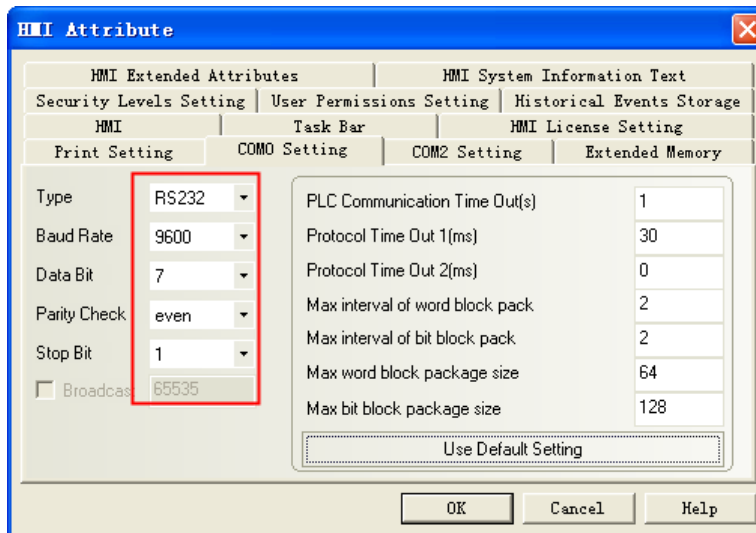 HMI Attribute
HMI Extended Attributes HMI System Information Text
Security Levels Setting User Permissions Setting Historical Events Storage
HMI Task Bar HMI License Setting
Print Setting COM0 Setting COM2 Setting Extended Memory
Type RS232
Baud Rate 9600
Data Bit 7
Parity Check even
Stop Bit 1
Broadcas 65535
PLC Communication Time Out(s) 1
Protocol Time Out 1(ms) 30
Protocol Time Out 2(ms) 0
Max interval of word block pack 2
Max interval of bit block pack 2
Max word block package size 64
Max bit block package size 128
Use Default Setting
OK Cancel Help